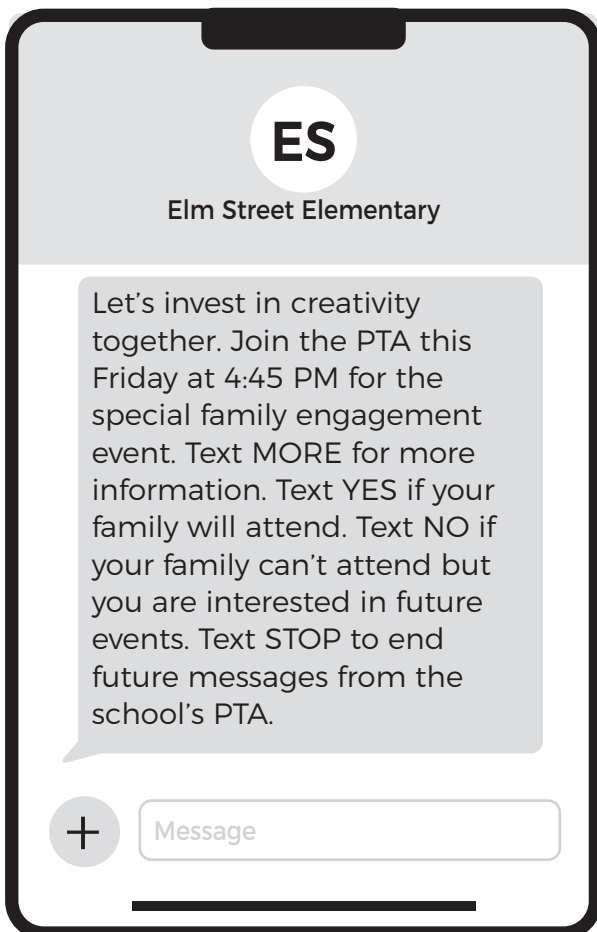 ES
Elm Street Elementary
Let’s invest in creativity
together. Join the PTA this
Friday at 4:45 PM for the
special family engagement
event. Text MORE for more
information. Text YES if your
family will attend. Text NO if
your family can’t attend but
you are interested in future
events. Text STOP to end
future messages from the
school’s PTA.
+
Message